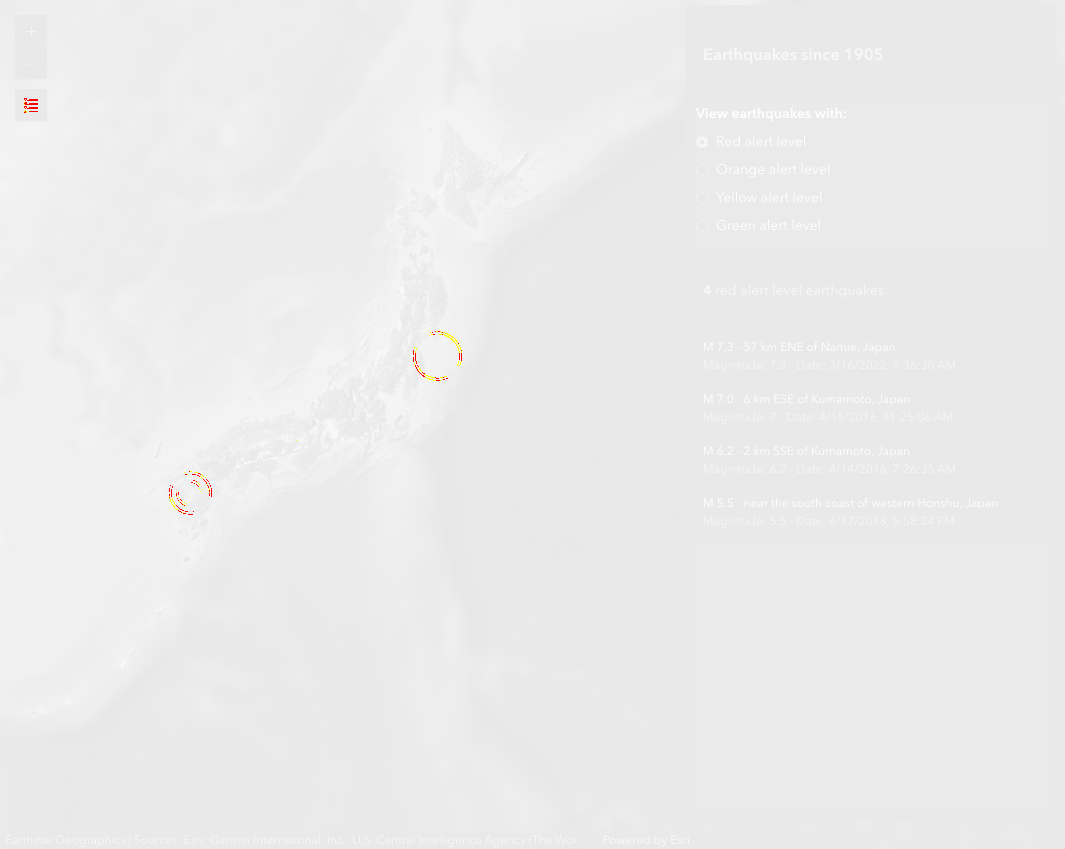 Earthquakes since 1905
View earthquakes with:
Red alert level
Orange alert level
Yellow alert level
Green alert level
4 red alert level earthquakes.
M 7.3 - 57 km ENE of Namie, Japan
Magnitude: 7.3 - Date: 3/16/2022, 9:36:30 AM
M 7.0 - 6 km ESE of Kumamoto, Japan
Magnitude: 7 - Date: 4/15/2016, 11:25:06 AM
M 6.2 - 2 km SSE of Kumamoto, Japan
Magnitude: 6.2 - Date: 4/14/2016, 7:26:35 AM
M 5.5 - near the south coast of western Honshu, Japan
Magnitude: 5.5 - Date: 6/17/2018, 5:58:34 PM
Earthstar Geographics | Sources: Esri, Garmin International, Inc., U.S. Central Intelligence Agency (The Wor... Powered by Esri